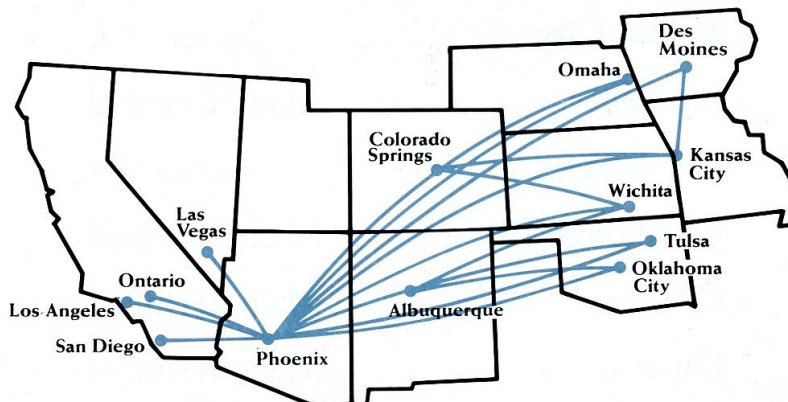 Des
Moines
Omaha
Colorado
Springs
Kansas
City
Wichita
Las
Vegas
Tulsa
Ontario
Oklahoma
City
Los Angeles
Albuquerque
San Diego
Phoenix